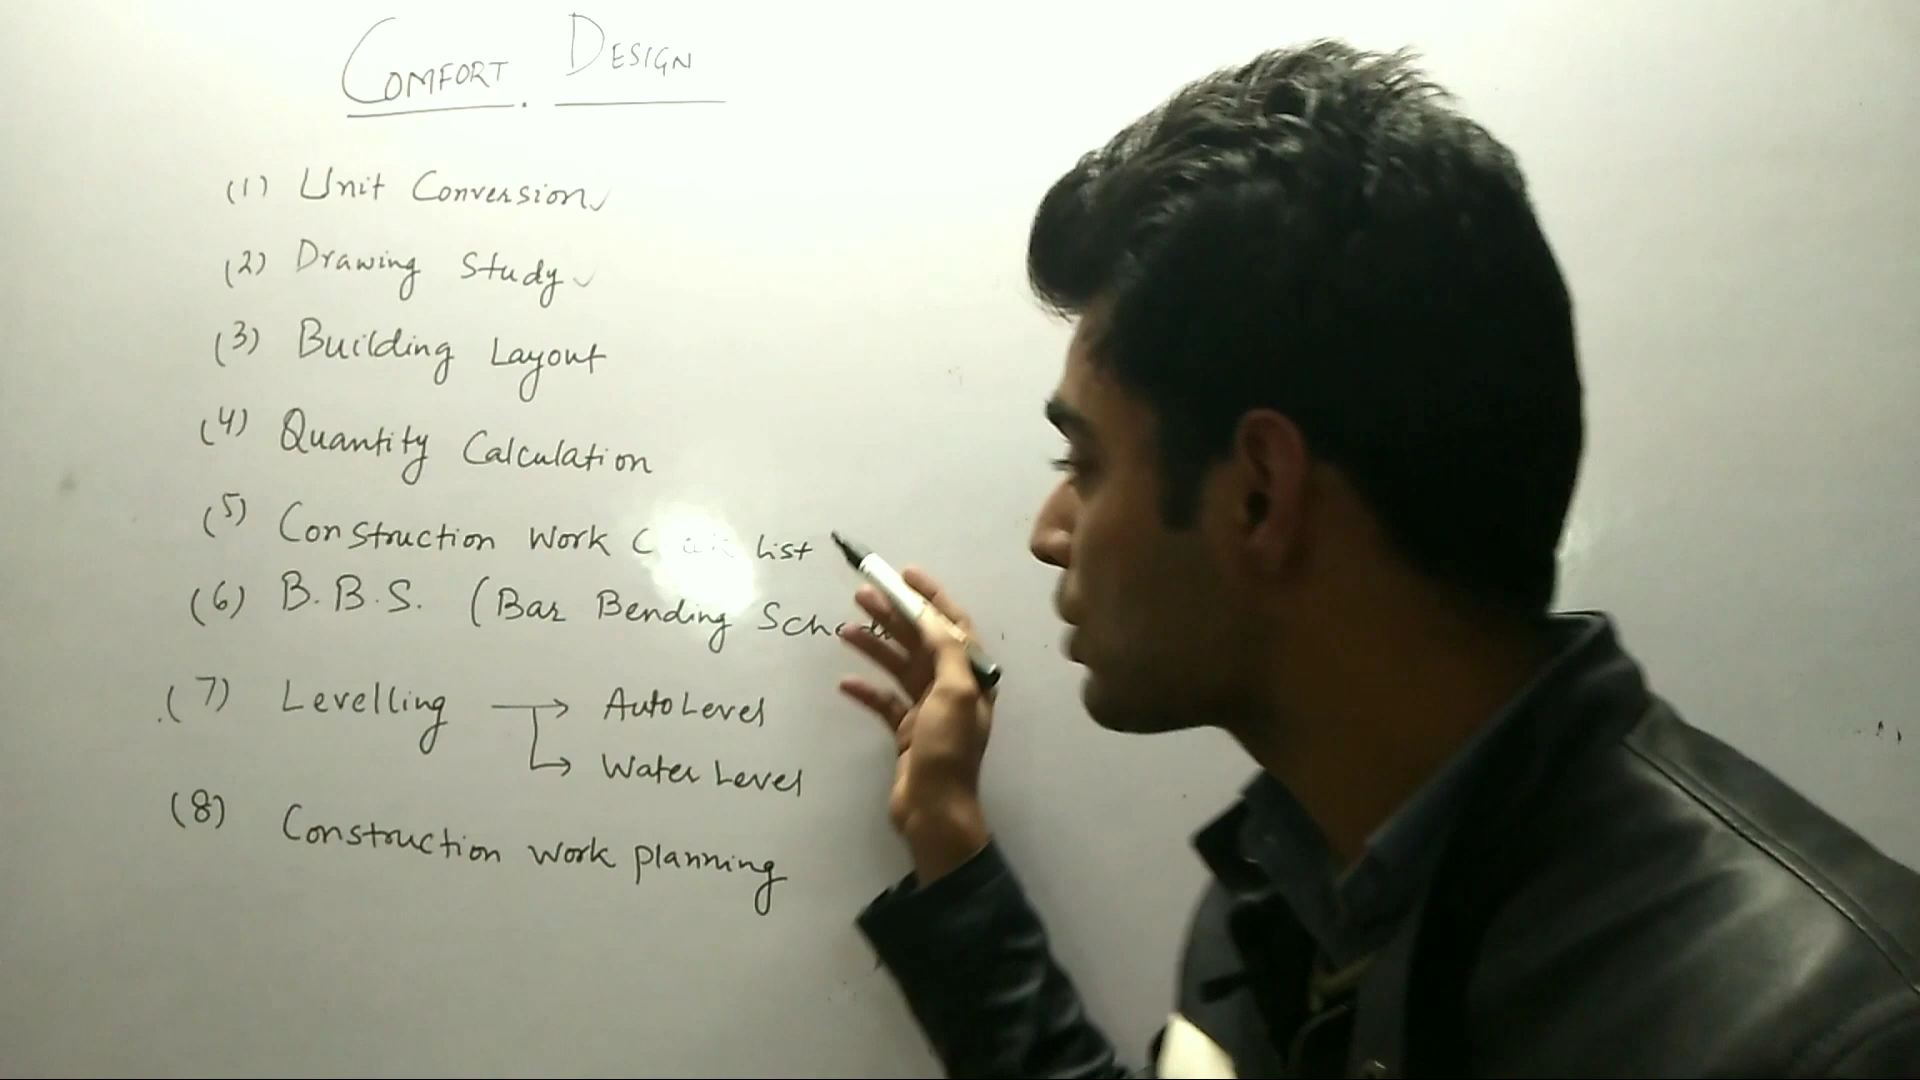 COMFORT DESIGN
(1) Unit Conversion
(2) Drawing Study
(3) Building Layout
(4) Quantity Calculation
(5) Construction Work list
(6) B.B.S. (Bar Bending
(7) Levelling → Auto Level
→ Water Level
(8) Construction work planning